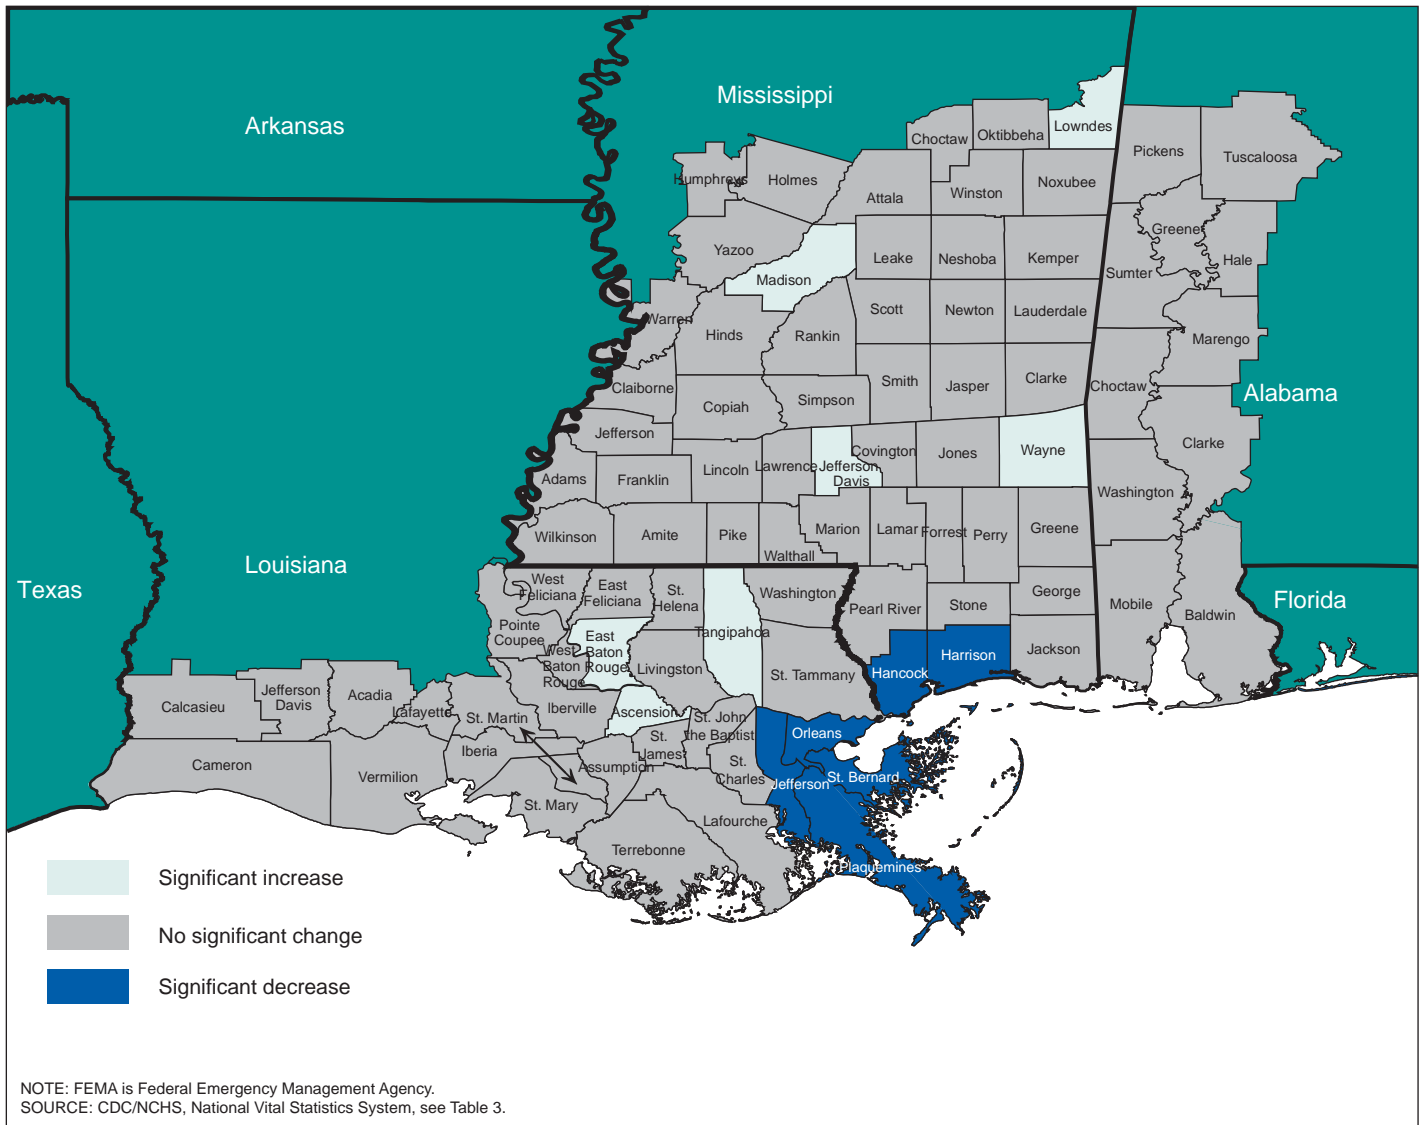 Mississippi
Arkansas
Lowndes
Choctaw
Oktibbeha
Pickens
Tuscaloosa
Humphreys
Holmes
Attala
Winston
Noxubee
Greene
Yazoo
Leake
Neshoba
Kemper
Sumter
Hale
Madison
Warren
Hinds
Rankin
Scott
Newton
Lauderdale
Marengo
Claiborne
Copiah
Simpson
Smith
Jasper
Clarke
Choctaw
Alabama
Jefferson
Lincoln
Lawrence
Jefferson
Davis
Covington
Jones
Wayne
Clarke
Adams
Franklin
Washington
Wilkinson
Amite
Pike
Walthall
Marion
Lamar
Forrest
Perry
Greene
Louisiana
Texas
West
Feliciana
East
Feliciana
St.
Helena
Tangipahoa
Washington
Pearl River
Stone
George
Mobile
Baldwin
Florida
Pointe
Coupee
West
Baton
Rouge
East
Baton
Rouge
Livingston
St. Tammany
Hancock
Harrison
Jackson
Calcasieu
Jefferson
Davis
Acadia
Lafayette
St. Martin
Iberville
Ascension
St. John
the Baptist
Orleans
Cameron
Vermilion
Iberia
Assumption
St.
James
St.
Charles
Jefferson
St. Bernard
St. Mary
Lafourche
Terrebonne
Plaquemines
Significant increase
No significant change
Significant decrease
NOTE: FEMA is Federal Emergency Management Agency.
SOURCE: CDC/NCHS, National Vital Statistics System, see Table 3.